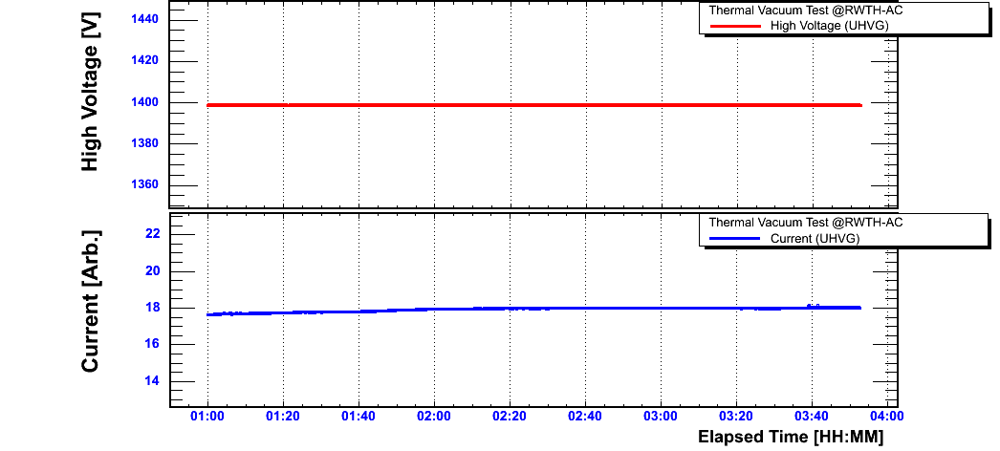 Thermal Vacuum Test @RWTH-AC
High Voltage (UHVG)
High Voltage [V]
1440
1420
1400
1380
1360
Thermal Vacuum Test @RWTH-AC
Current (UHVG)
Current [Arb.]
22
20
18
16
14
01:00 01:20 01:40 02:00 02:20 02:40 03:00 03:20 03:40 04:00
Elapsed Time [HH:MM]